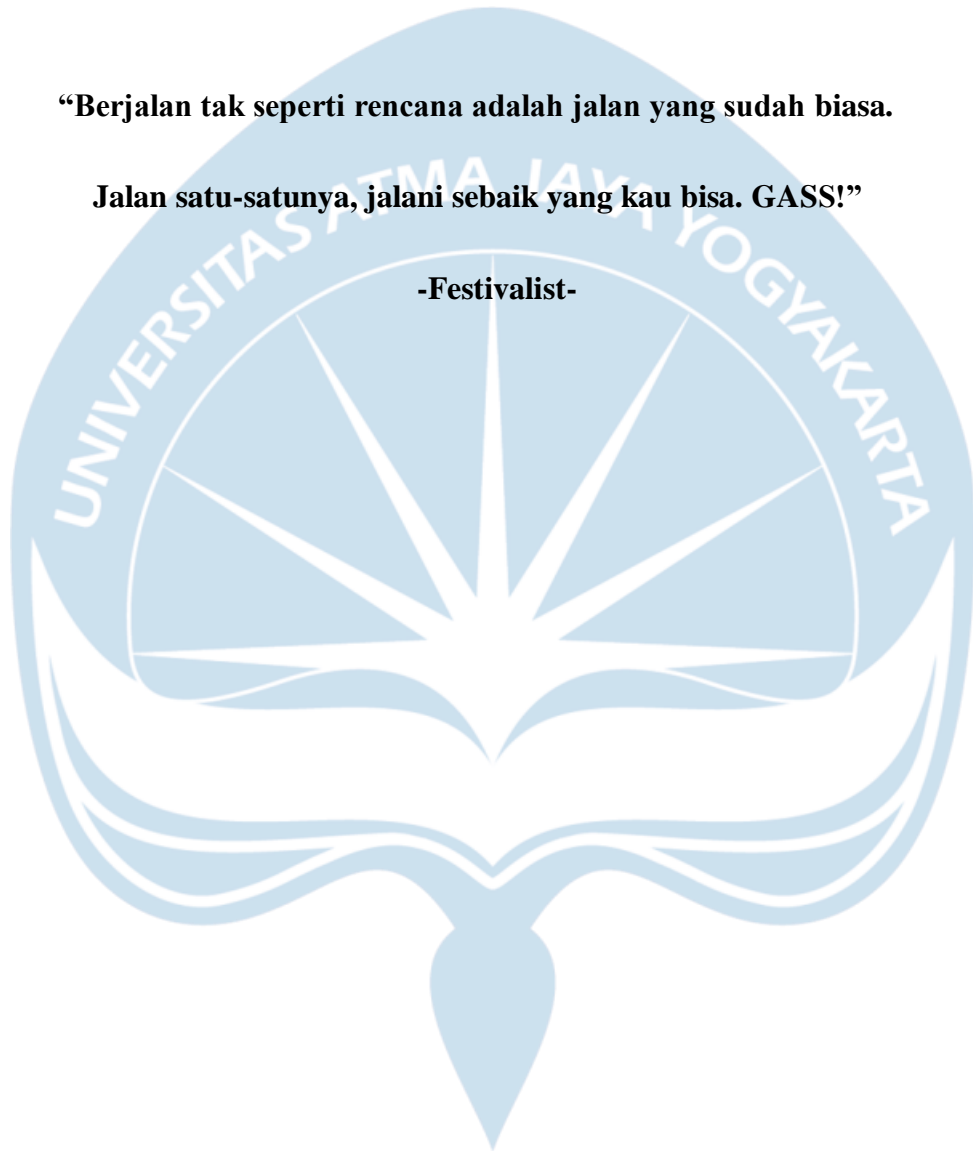 “Berjalan tak seperti rencana adalah jalan yang sudah biasa.
Jalan satu-satunya, jalani sebaik yang kau bisa. GASS!”
-Festivalist-
UNIVERSITAS ATMA JAYA YOGYAKARTA